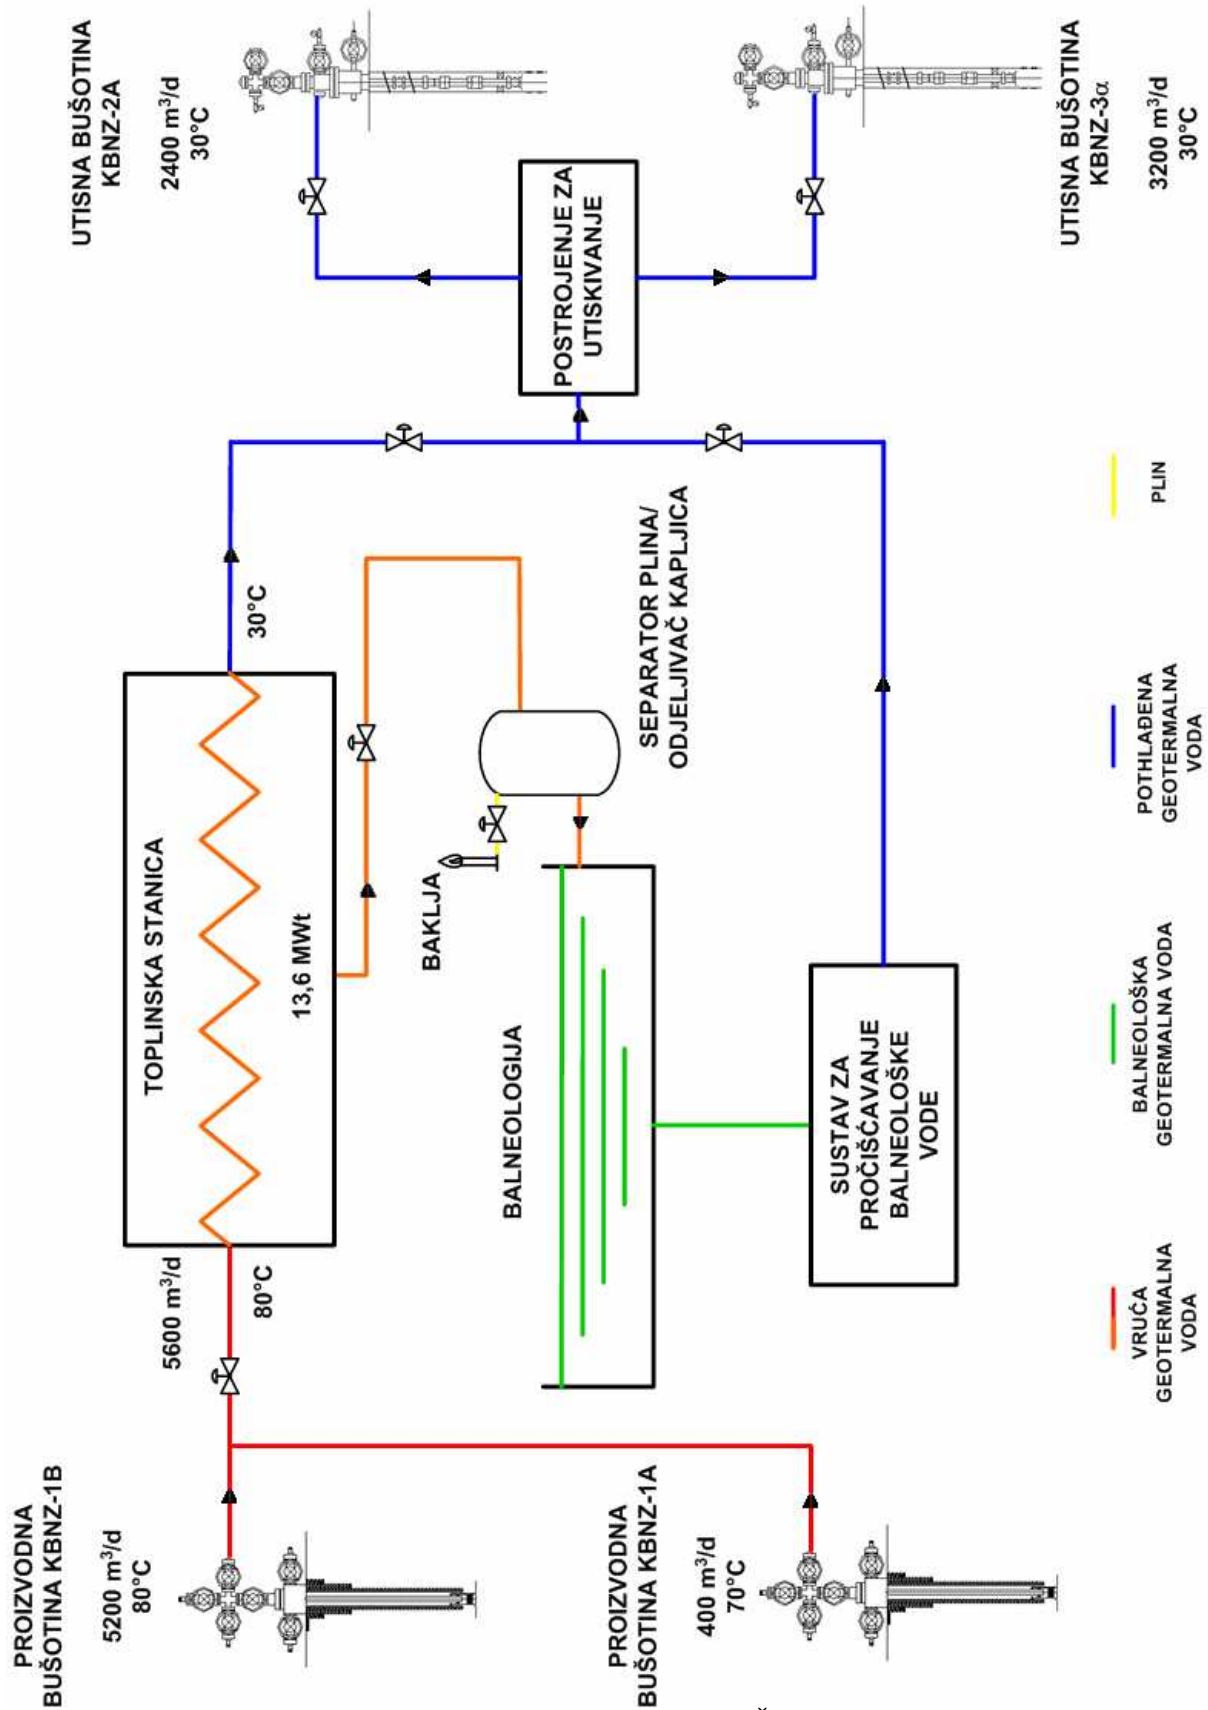 PROIZVODNA
BUŠOTINA KBNZ-1B
5200 m³/d
80°C
5600 m³/d
80°C
TOPLINSKA STANICA
13,6 MWt
30°C
UTISNA BUŠOTINA
KBNZ-2A
2400 m³/d
30°C
BAKLJA
BALNEOLOGIJA
SEPARATOR PLINA/
ODJELJIVAČ KAPLJICA
POSTROJENJE ZA
UTISKIVANJE
PROIZVODNA
BUŠOTINA KBNZ-1A
400 m³/d
70°C
SUSTAV ZA
PROČIŠĆAVANJE
BALNEOLOŠKE
VODE
UTISNA BUŠOTINA
KBNZ-3α
3200 m³/d
30°C
VRUĆA
GEOTERMALNA
VODA
BALNEOLOŠKA
GEOTERMALNA VODA
POTHLAĐENA
GEOTERMALNA
VODA
PLIN